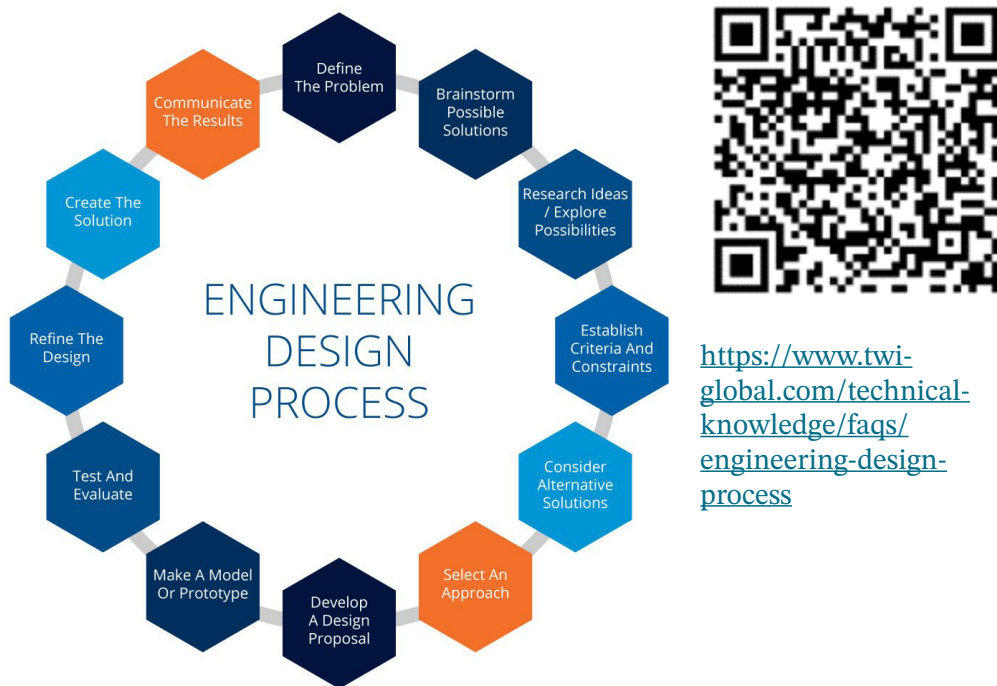 Define
The Problem
Brainstorm
Possible
Solutions
Research Ideas
/ Explore
Possibilities
Establish
Criteria And
Constraints
Consider
Alternative
Solutions
Select An
Approach
Develop
A Design
Proposal
Make A Model
Or Prototype
Test And
Evaluate
Refine The
Design
Create The
Solution
Communicate
The Results
ENGINEERING
DESIGN
PROCESS
https://www.twi-
global.com/technical-
knowledge/faqs/
engineering-design-
process